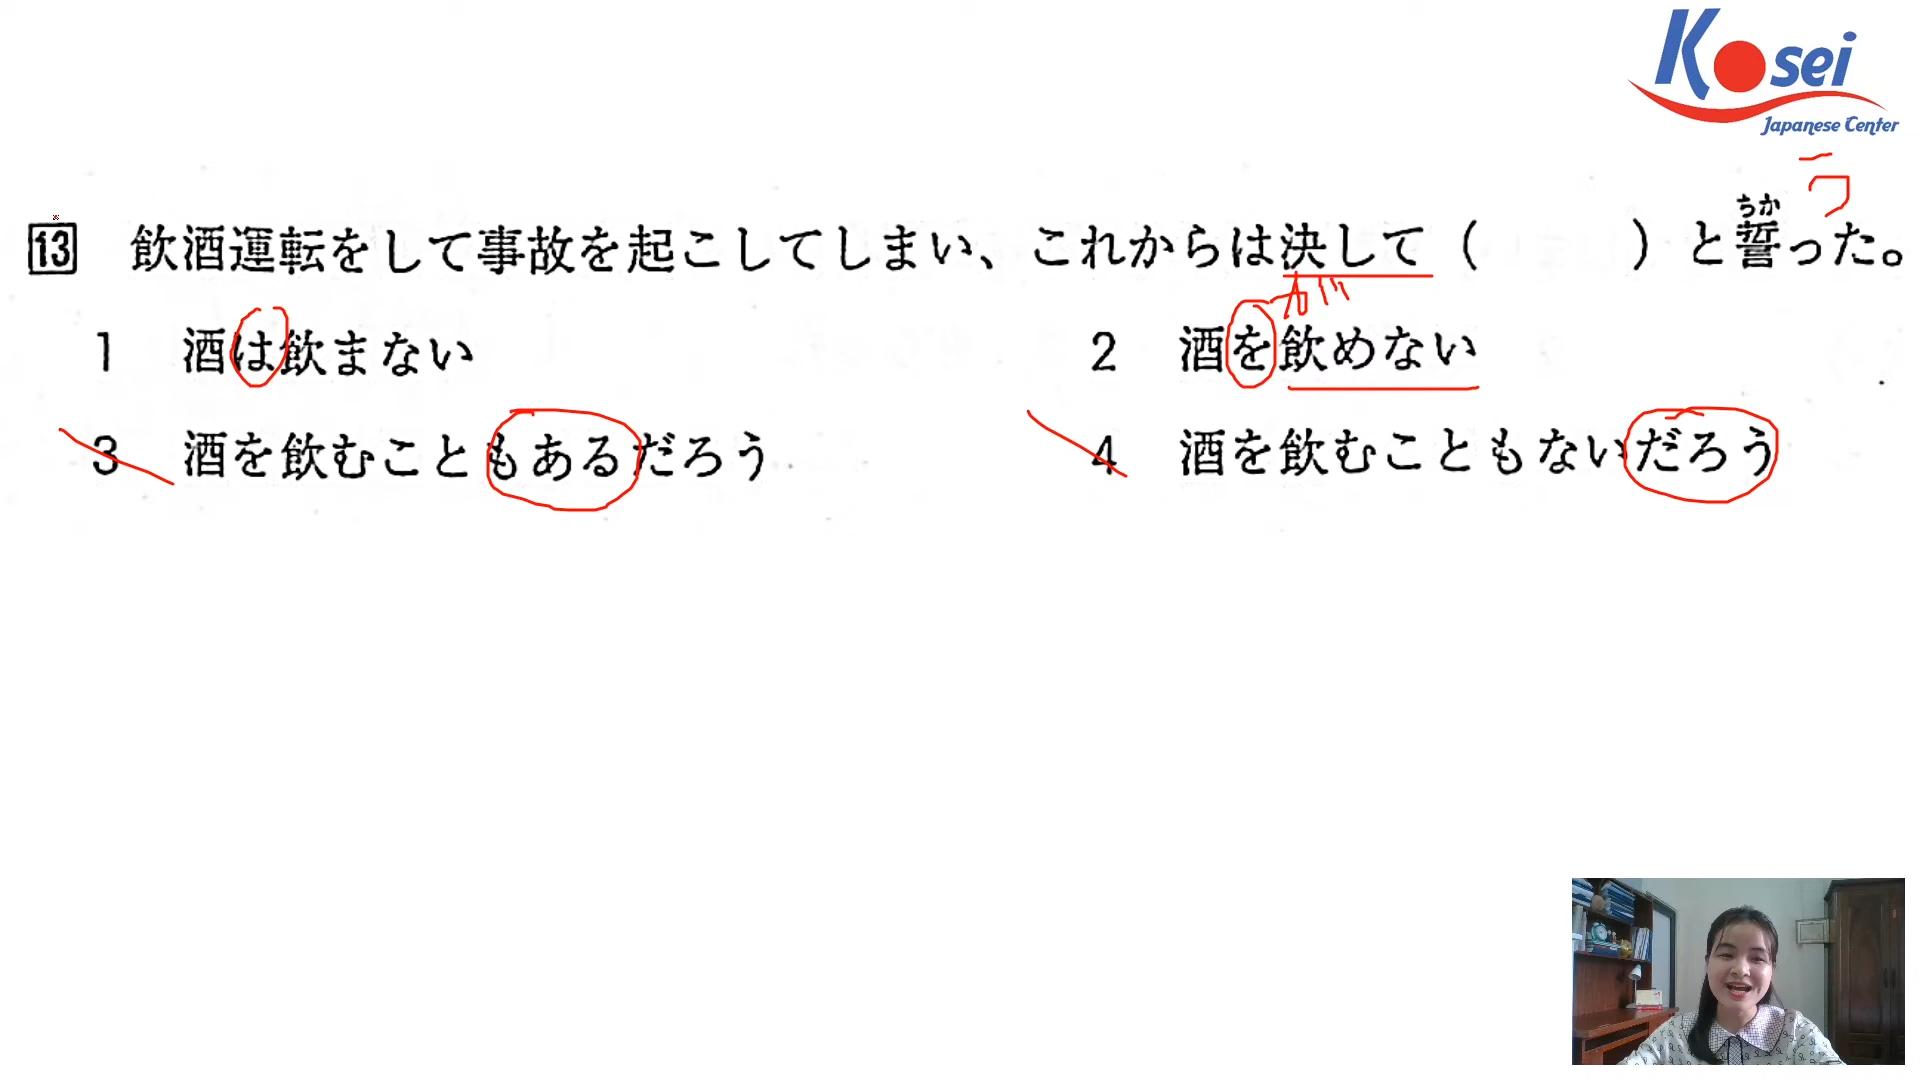 Kosei
Japanese Center
う
ちか
13 飲酒運転をして事故を起こしてしまい、これからは決して（　　　）と誓った。
が
1 酒は飲まない
2 酒を飲めない
3 酒を飲むこともあるだろう
4 酒を飲むこともないだろう